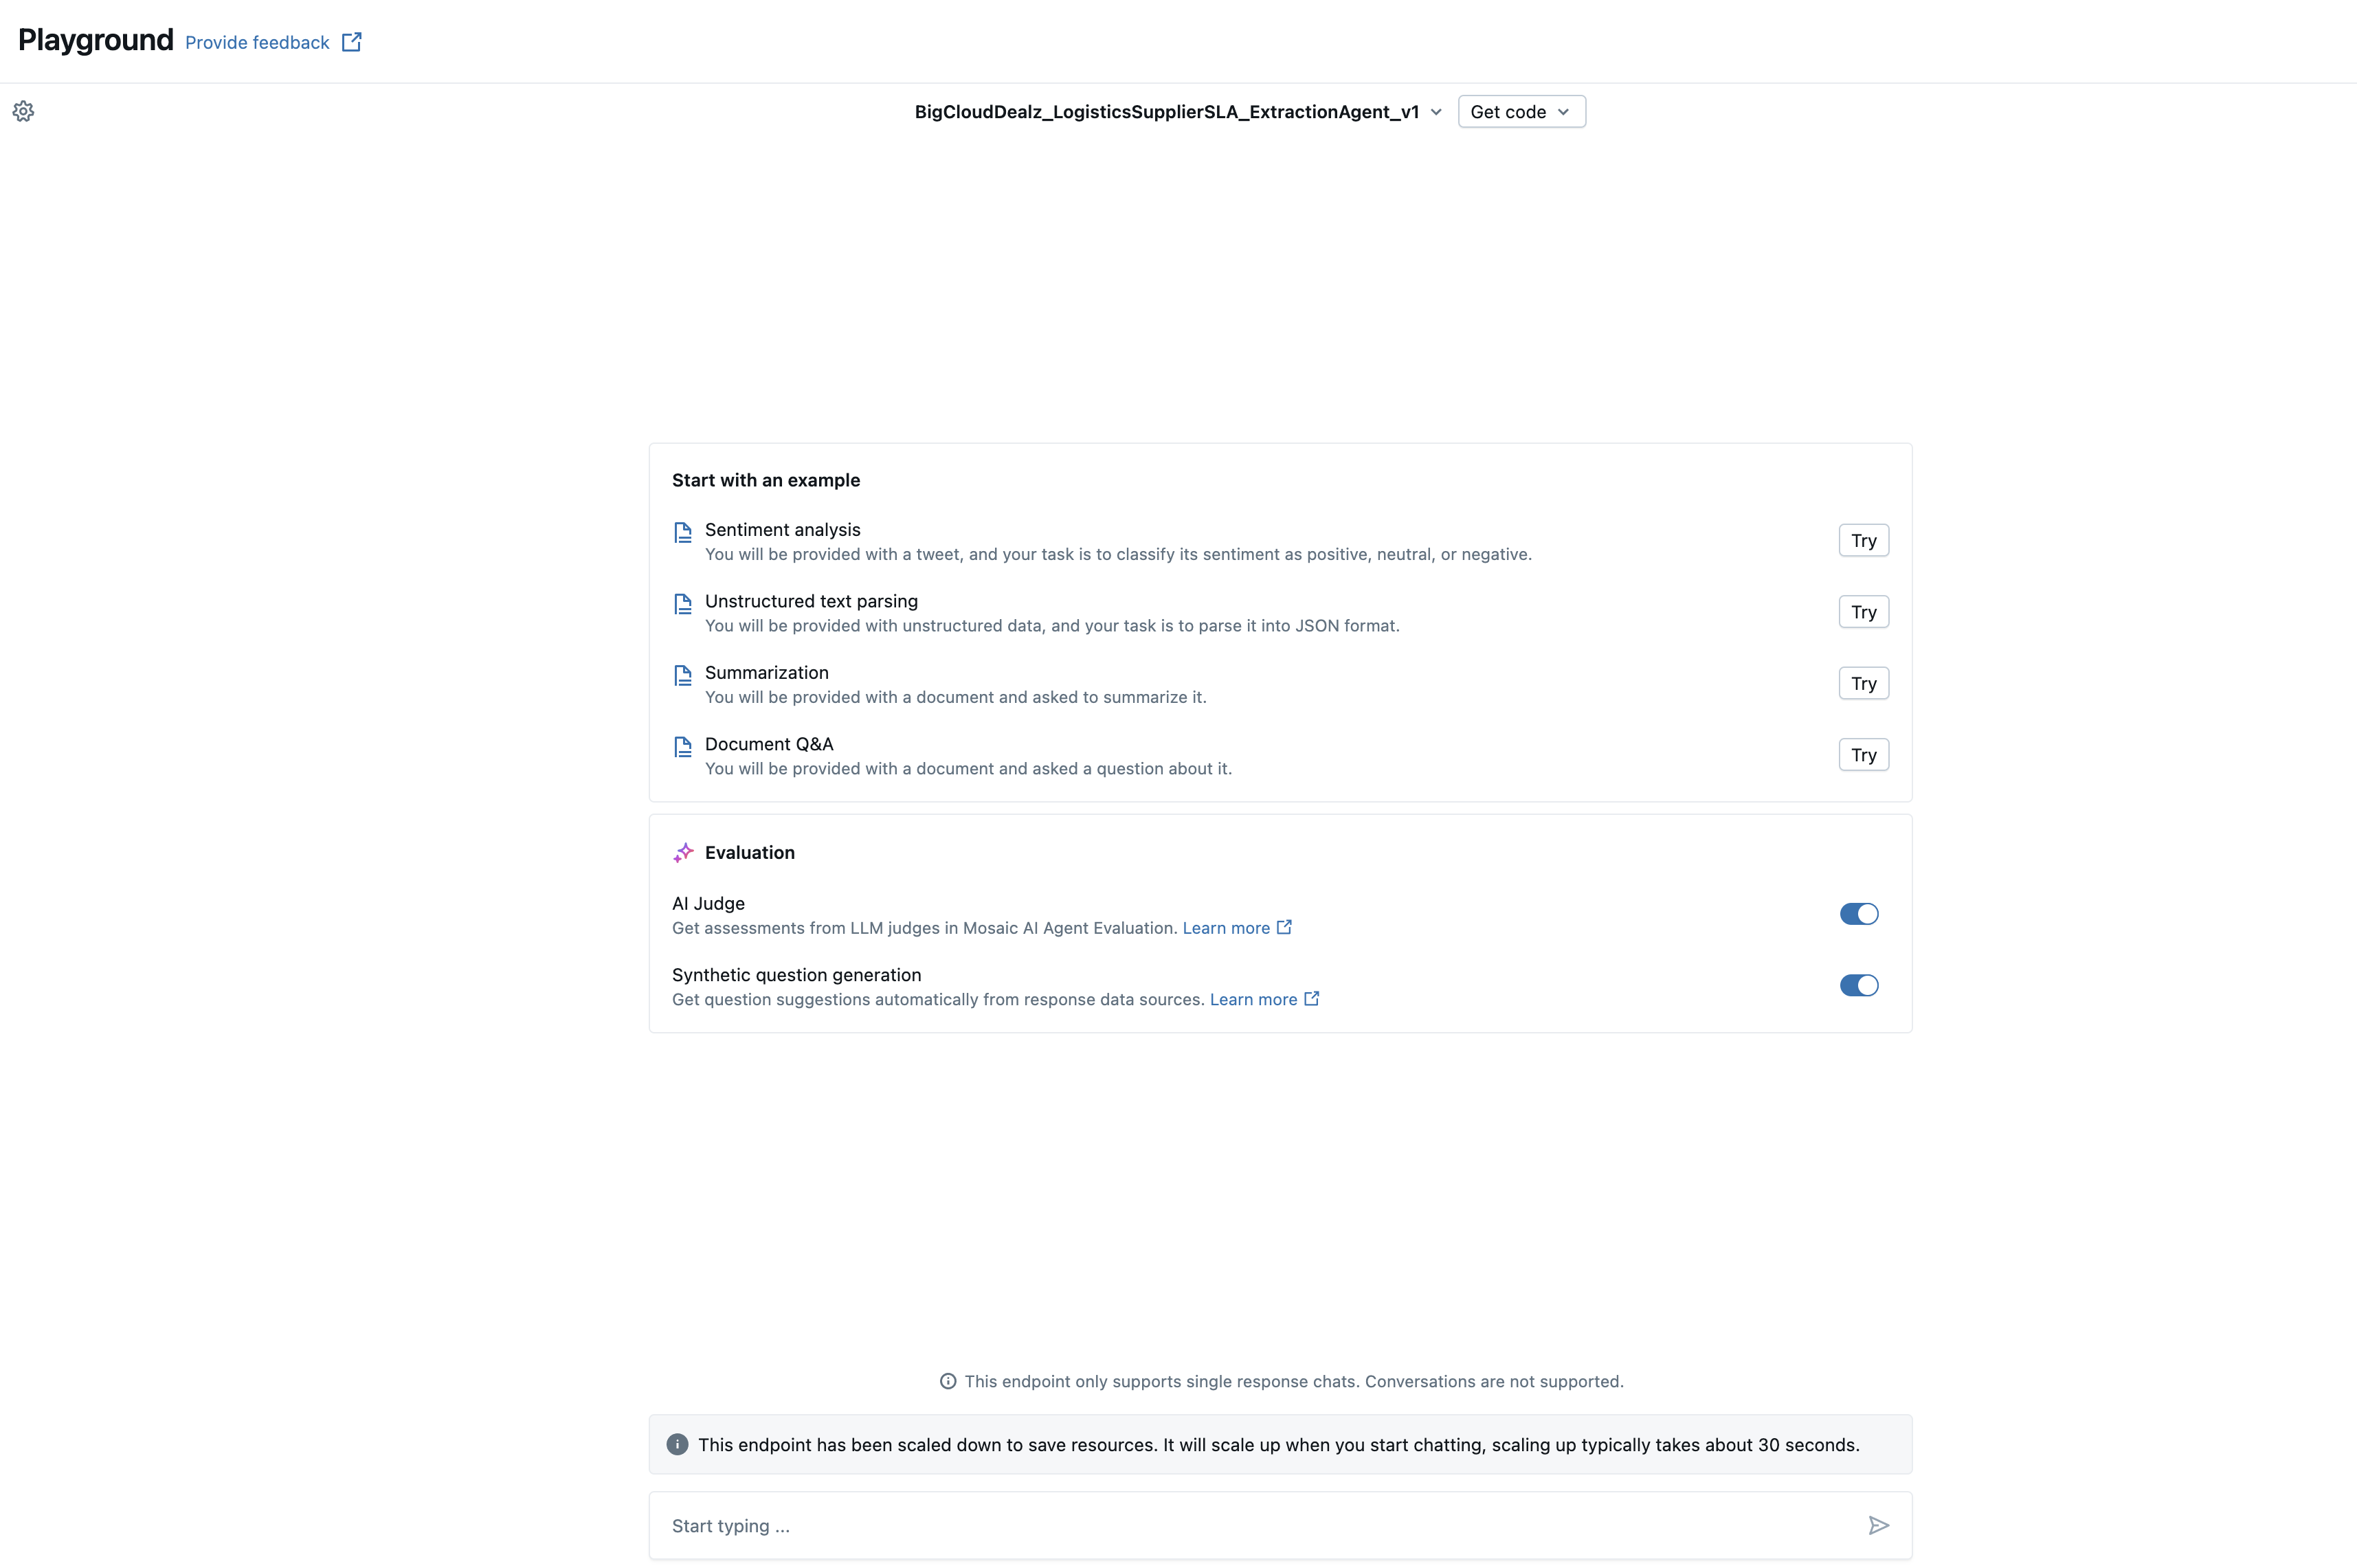 Playground Provide feedback
BigCloudDealz_LogisticsSupplierSLA_ExtractionAgent_v1 Get code
Start with an example
Sentiment analysis
You will be provided with a tweet, and your task is to classify its sentiment as positive, neutral, or negative.
Try
Unstructured text parsing
You will be provided with unstructured data, and your task is to parse it into JSON format.
Try
Summarization
You will be provided with a document and asked to summarize it.
Try
Document Q&A
You will be provided with a document and asked a question about it.
Try
Evaluation
AI Judge
Get assessments from LLM judges in Mosaic AI Agent Evaluation. Learn more
Synthetic question generation
Get question suggestions automatically from response data sources. Learn more
This endpoint only supports single response chats. Conversations are not supported.
This endpoint has been scaled down to save resources. It will scale up when you start chatting, scaling up typically takes about 30 seconds.
Start typing ...